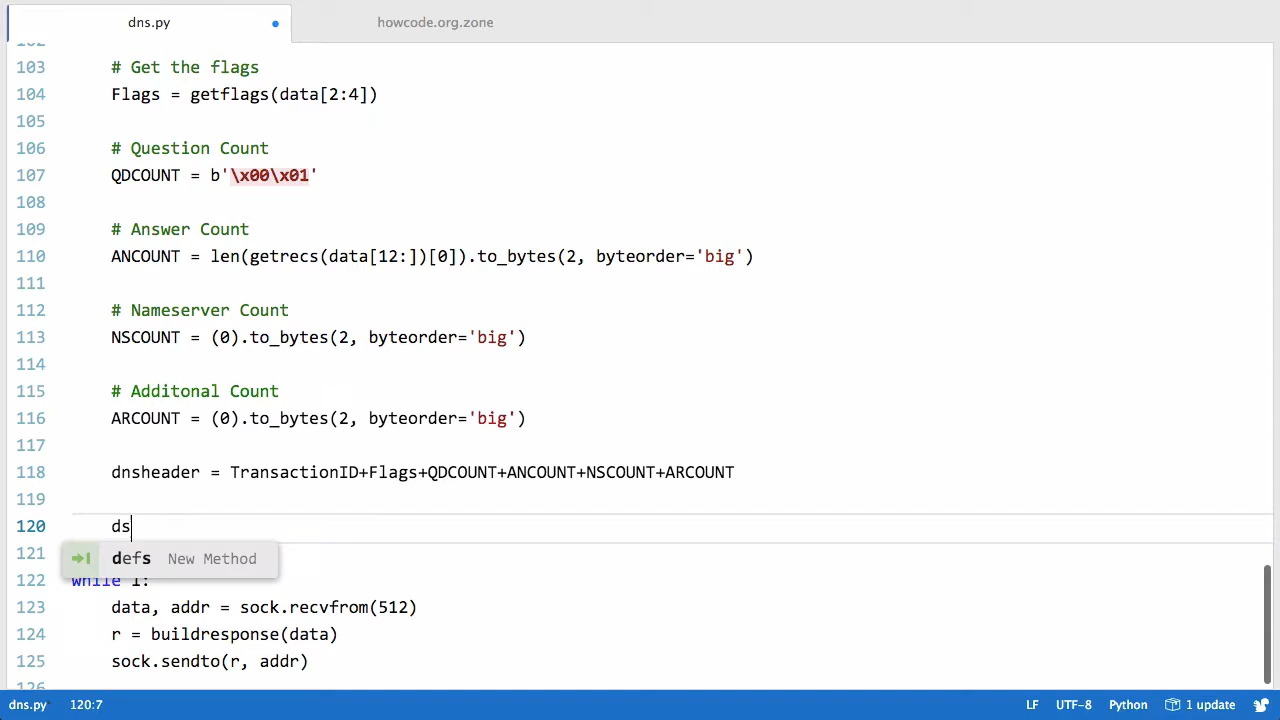 dns.py
howcode.org.zone
102
103 # Get the flags
104 Flags = getflags(data[2:4])
105
106 # Question Count
107 QDCOUNT = b'\x00\x01'
108
109 # Answer Count
110 ANCOUNT = len(getrecs(data[12:])[0]).to_bytes(2, byteorder='big')
111
112 # Nameserver Count
113 NSCOUNT = (0).to_bytes(2, byteorder='big')
114
115 # Additonal Count
116 ARCOUNT = (0).to_bytes(2, byteorder='big')
117
118 dnsheader = TransactionID+Flags+QDCOUNT+ANCOUNT+NSCOUNT+ARCOUNT
119
120 ds
121 defs New Method
122 while 1:
123 data, addr = sock.recvfrom(512)
124 r = buildresponse(data)
125 sock.sendto(r, addr)
126
dns.py 120:7 LF UTF-8 Python 1 update